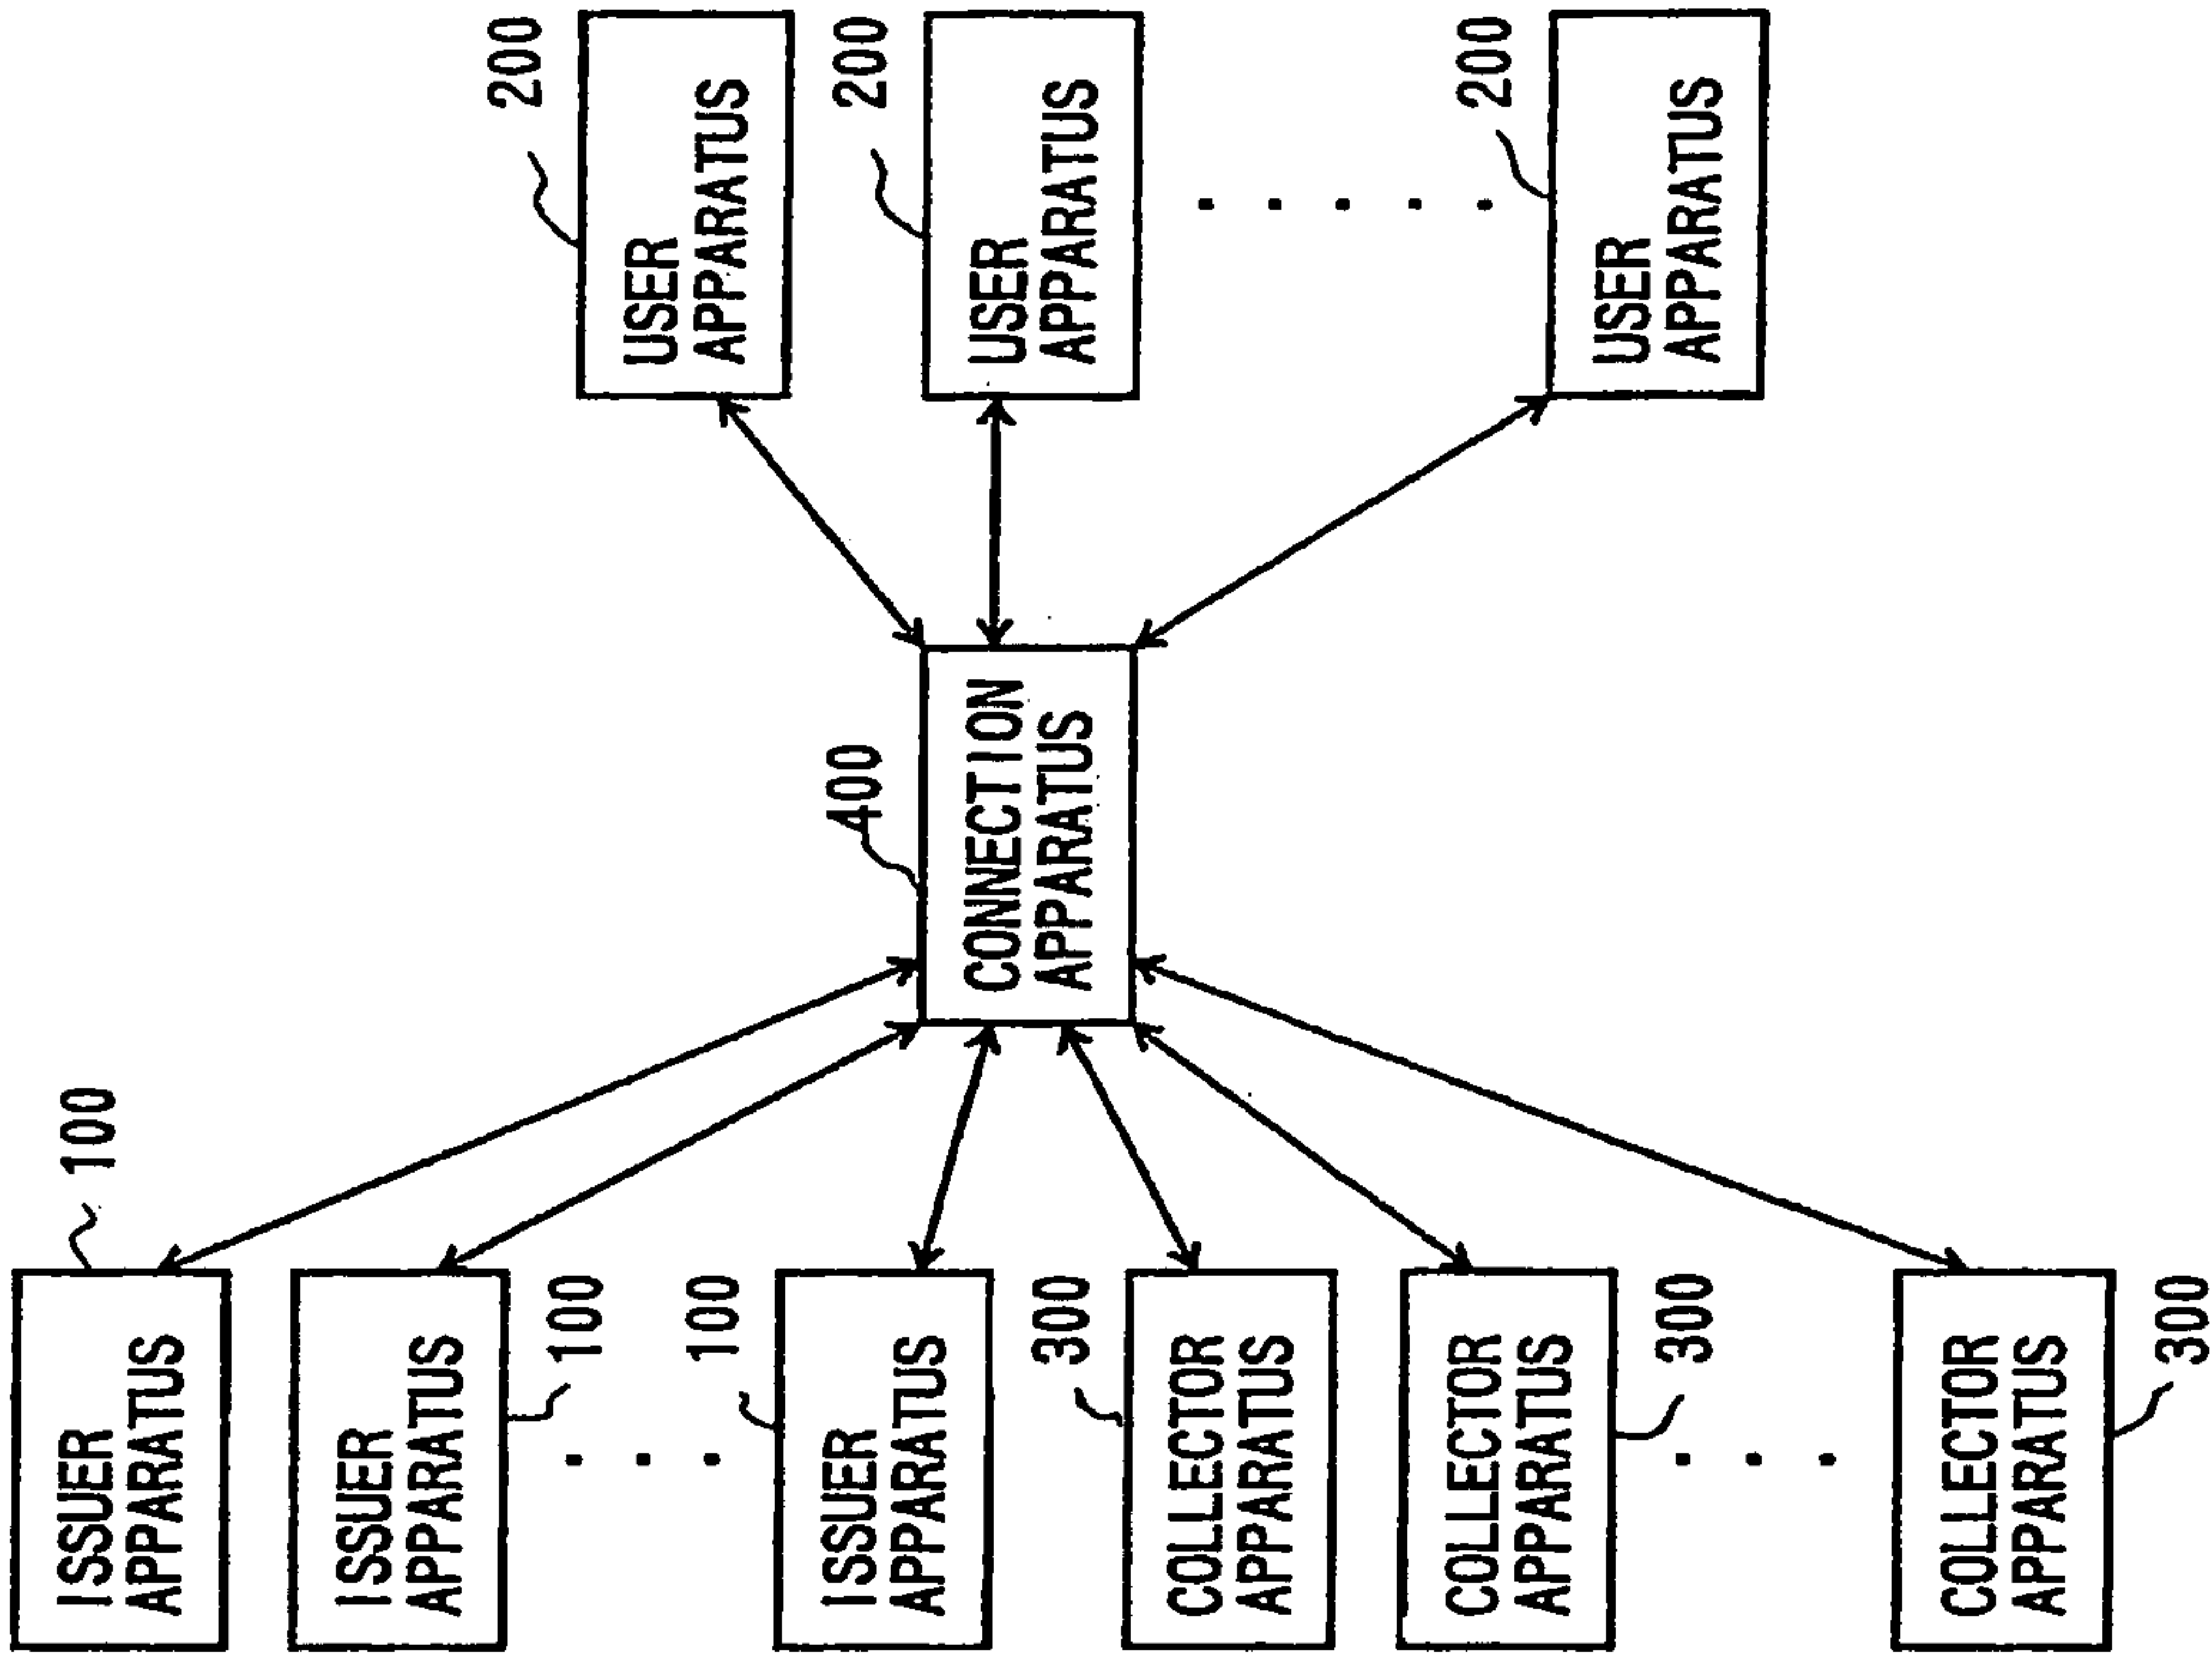 100
ISSUER
APPARATUS
ISSUER
APPARATUS
100
100
ISSUER
APPARATUS
300
COLLECTOR
APPARATUS
COLLECTOR
APPARATUS
300
COLLECTOR
APPARATUS
300
400
CONNECTION
APPARATUS
200
USER
APPARATUS
200
USER
APPARATUS
200
USER
APPARATUS